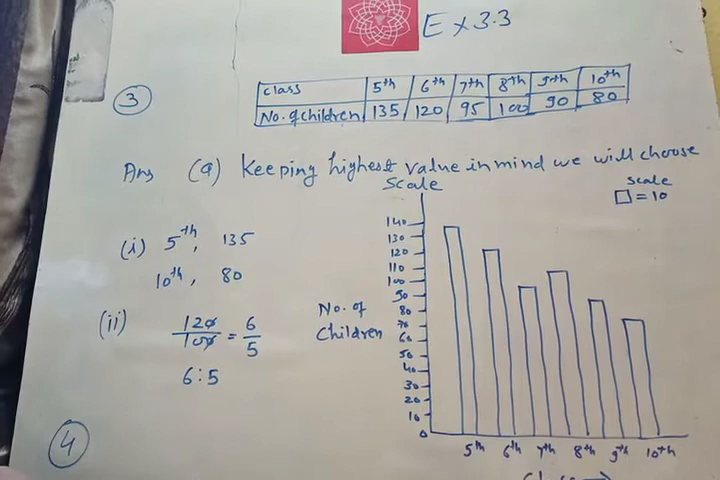 Ex 3.3
3
Class 5th 6th 7th 8th 9th 10th
No. of children 135 120 95 100 90 80
Ans (a) Keeping highest value in mind we will choose
Scale
scale
□ = 10
(i) 5th, 135
10th, 80
(ii) 120/100 = 6/5
6:5
No. of
Children
140
130
120
110
100
90
80
70
60
50
40
30
20
10
0
5th 6th 7th 8th 9th 10th
4